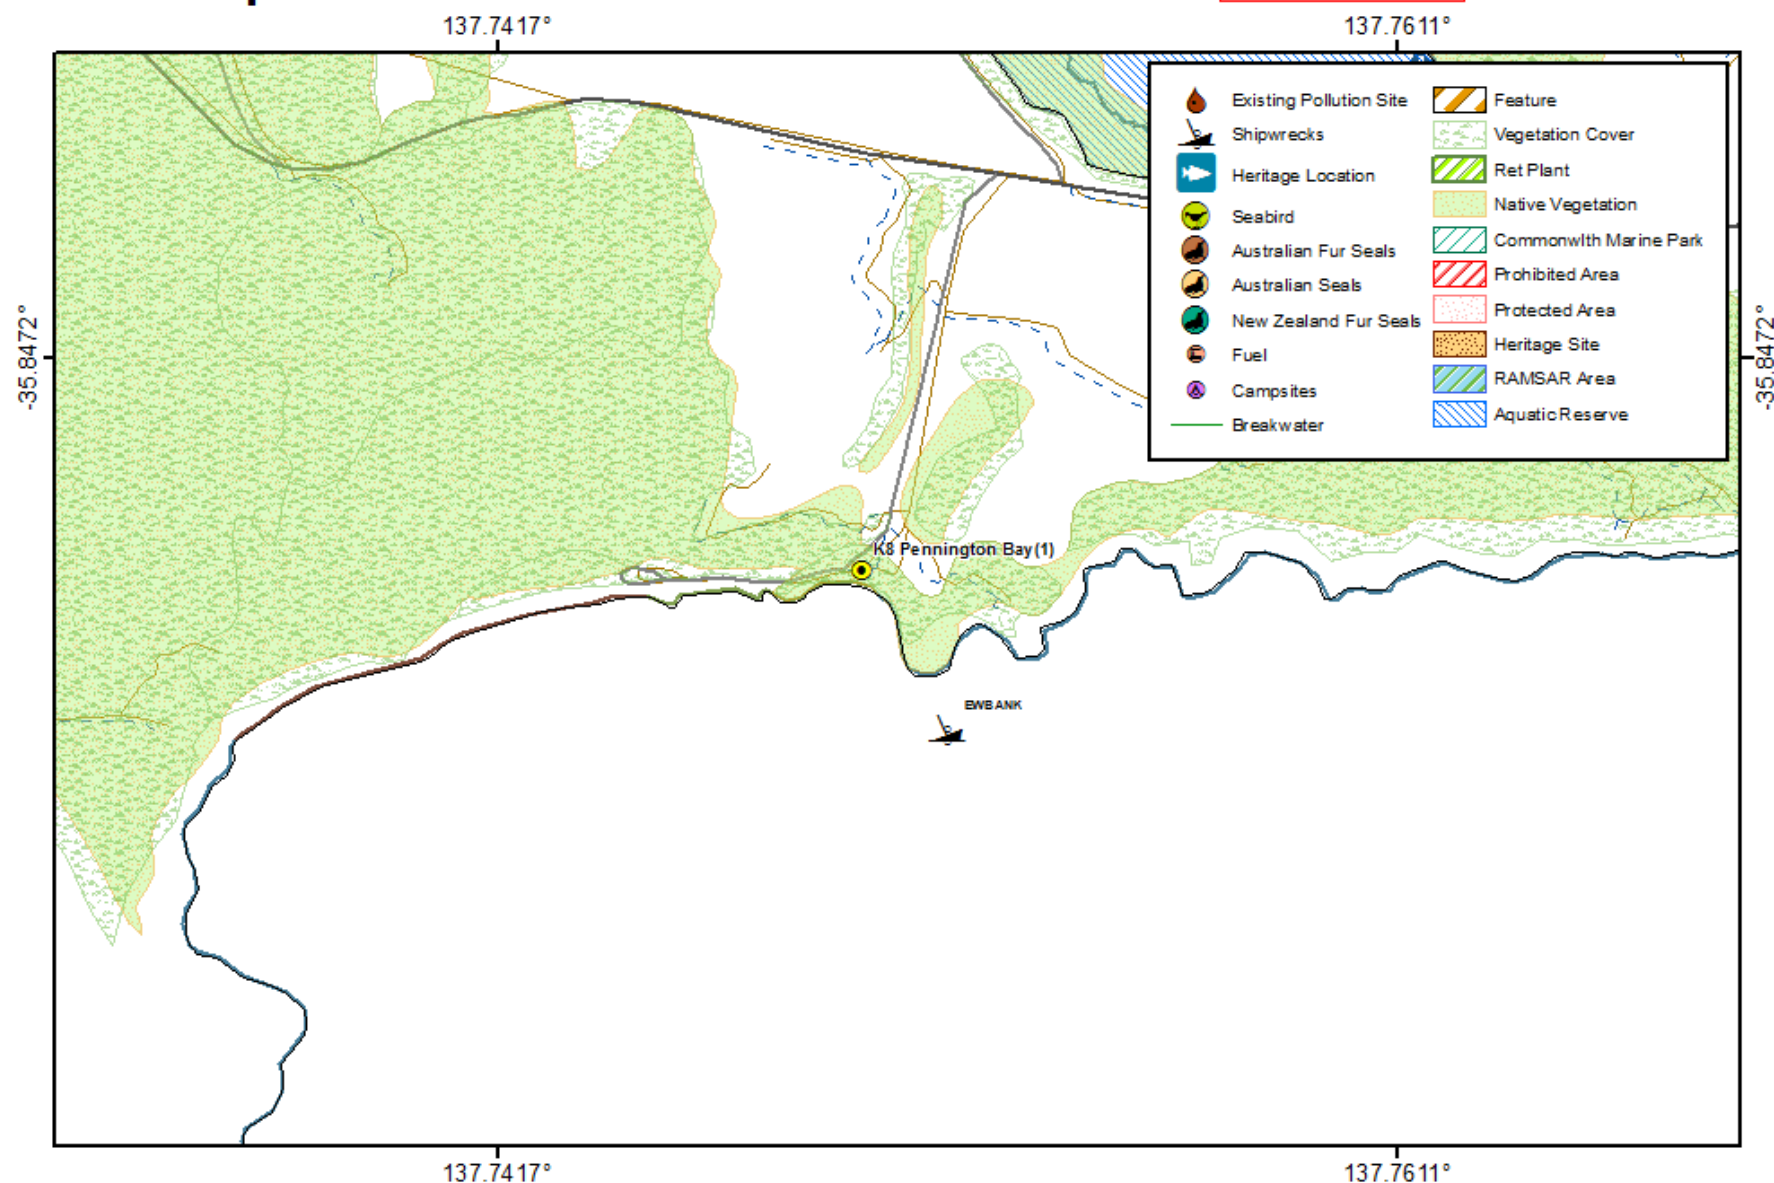 137.7417°
137.7611°
-35.8472°
-35.8472°
Existing Pollution Site
Shipwrecks
Heritage Location
Seabird
Australian Fur Seals
Australian Seals
New Zealand Fur Seals
Fuel
Campsites
Breakwater
Feature
Vegetation Cover
Ret Plant
Native Vegetation
Commonwlth Marine Park
Prohibited Area
Protected Area
Heritage Site
RAMSAR Area
Aquatic Reserve
K8 Pennington Bay(1)
EWBANK
137.7417°
137.7611°